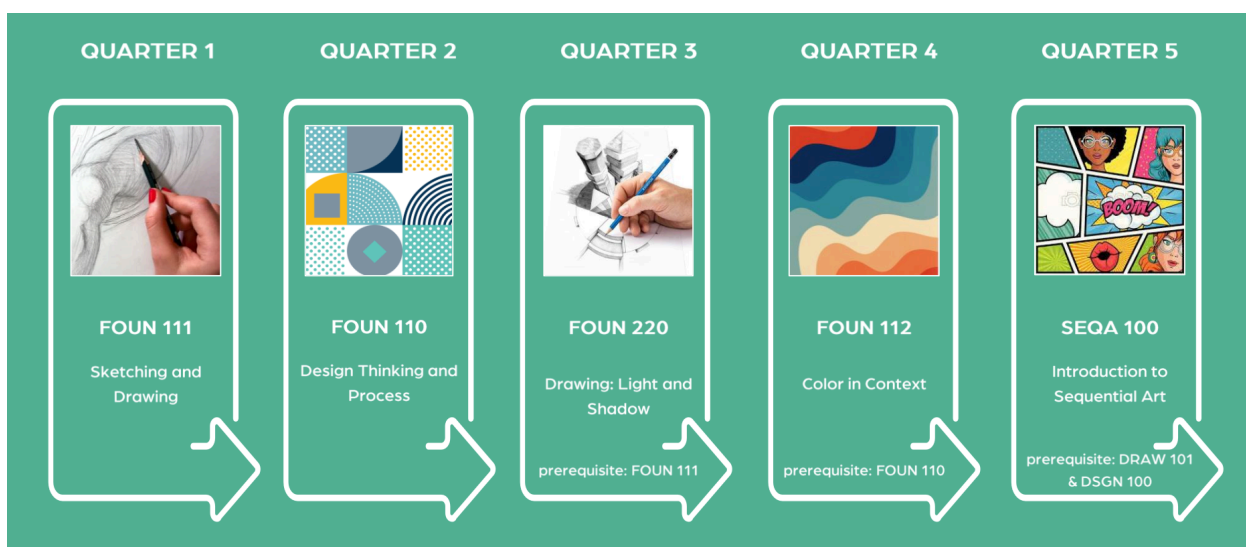 QUARTER 1
QUARTER 2
QUARTER 3
QUARTER 4
QUARTER 5
BOOM!
FOUN 111
Sketching and
Drawing
FOUN 110
Design Thinking and
Process
FOUN 220
Drawing: Light and
Shadow
prerequisite: FOUN 111
FOUN 112
Color in Context
prerequisite: FOUN 110
SEQA 100
Introduction to
Sequential Art
prerequisite: DRAW 101
& DSGN 100